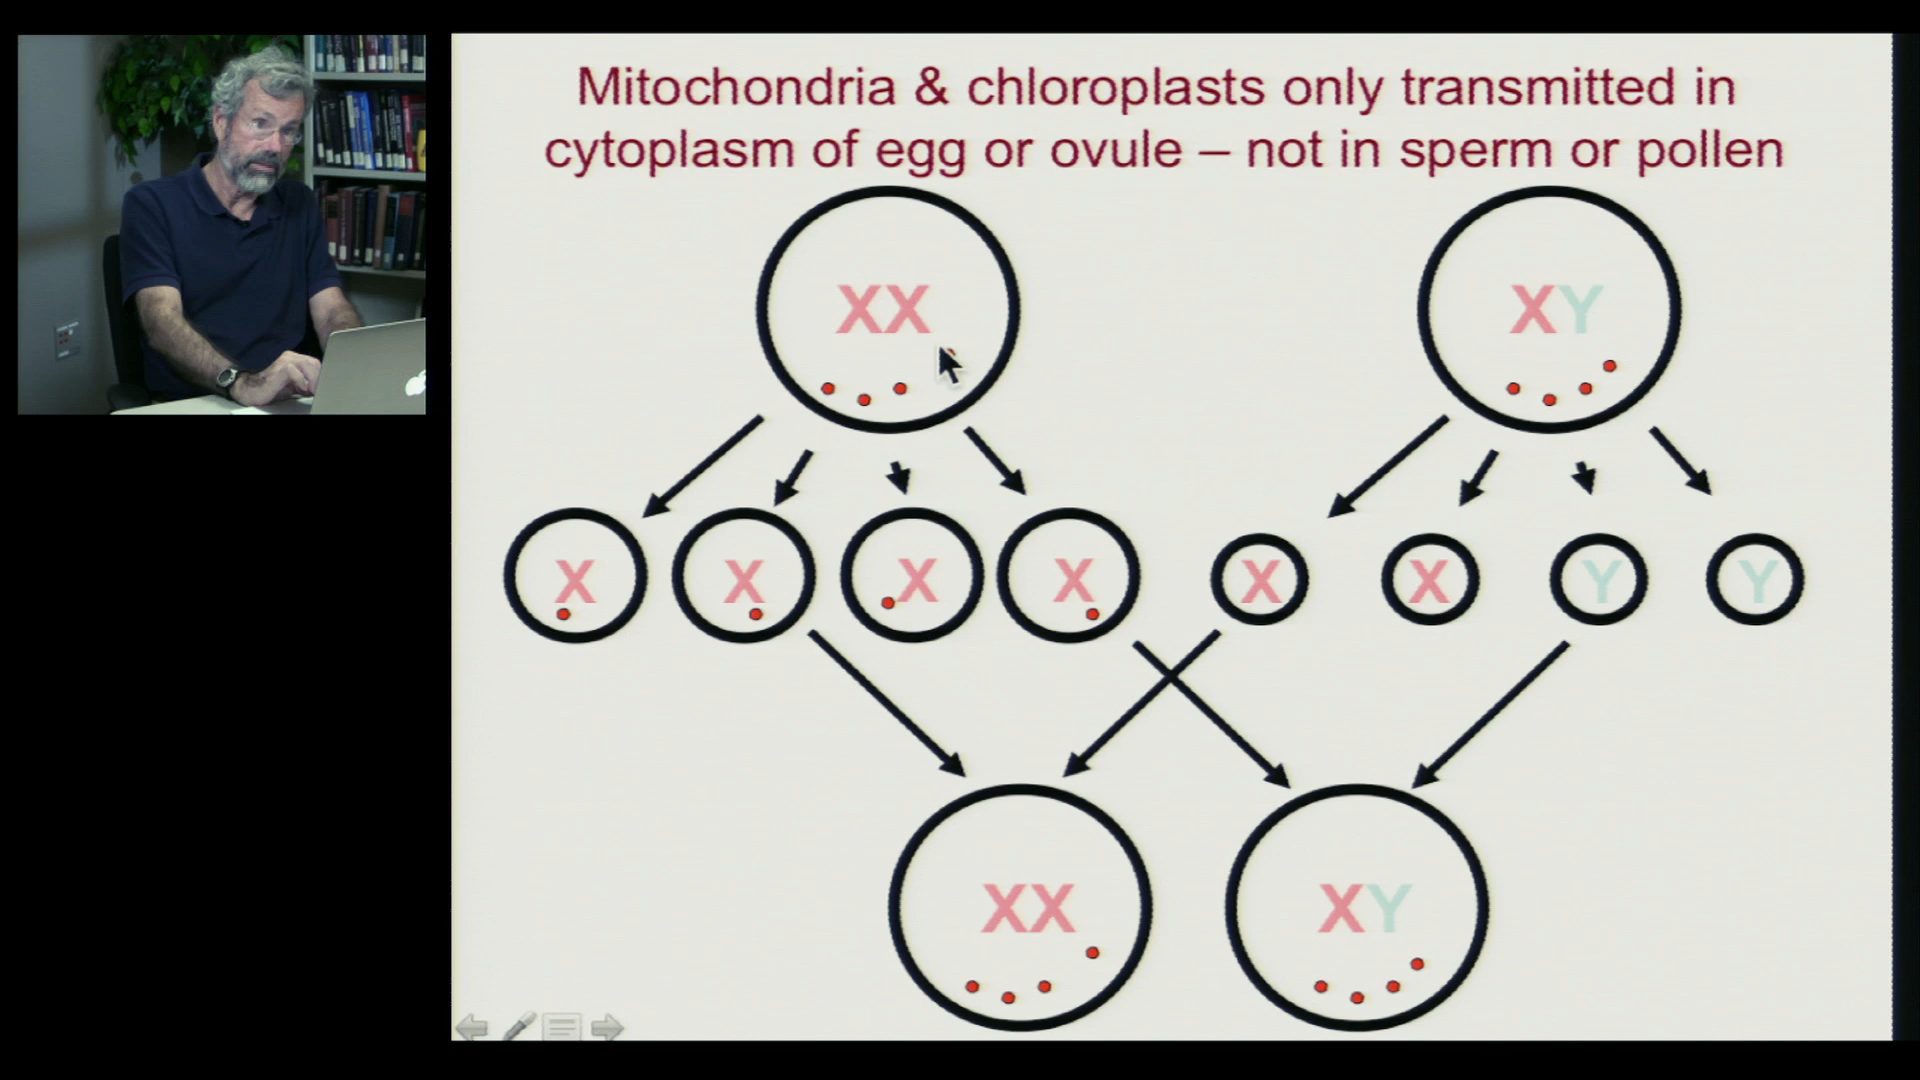 Mitochondria & chloroplasts only transmitted in
cytoplasm of egg or ovule – not in sperm or pollen
XX XY
X X X X X X Y Y
XX XY